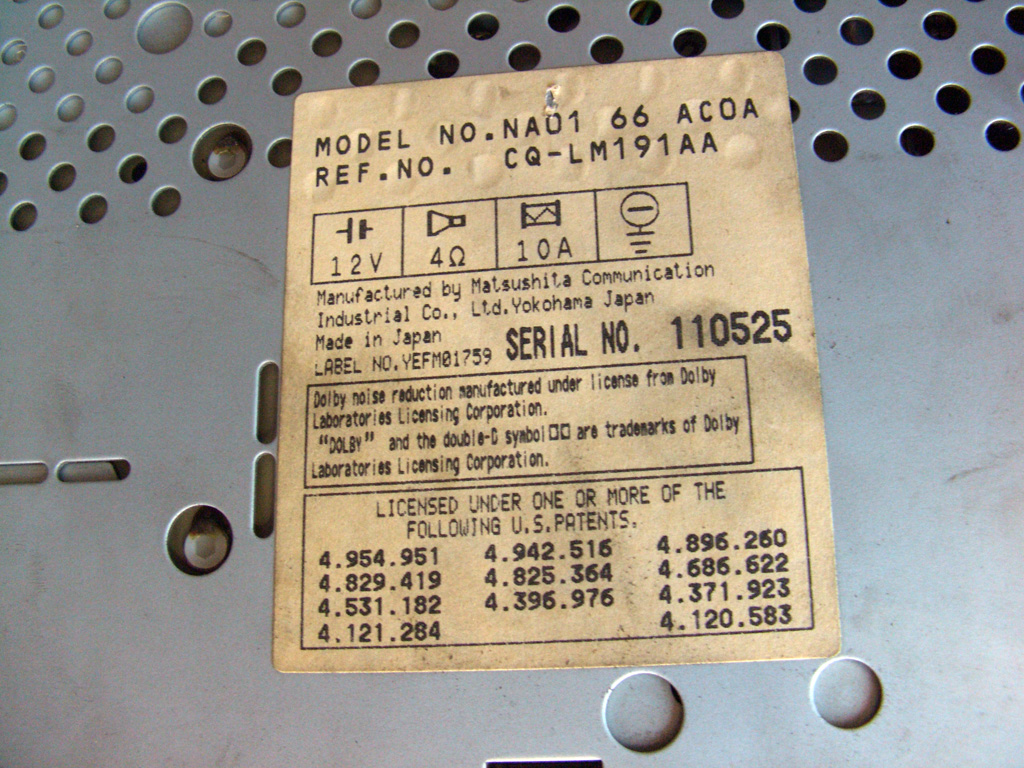 MODEL NO.NA01 66 AC0A
REF.NO. CQ-LM191AA
12V 4Ω 10A
Manufactured by Matsushita Communication
Industrial Co., Ltd.Yokohama Japan
Made in Japan
LABEL NO.YEFM01759 SERIAL NO. 110525
Dolby noise reduction manufactured under license from Dolby
Laboratories Licensing Corporation.
“DOLBY” and the double-D symbol are trademarks of Dolby
Laboratories Licensing Corporation.
LICENSED UNDER ONE OR MORE OF THE
FOLLOWING U.S.PATENTS.
4.954.951 4.942.516 4.896.260
4.829.419 4.825.364 4.686.622
4.531.182 4.396.976 4.371.923
4.121.284 4.120.583